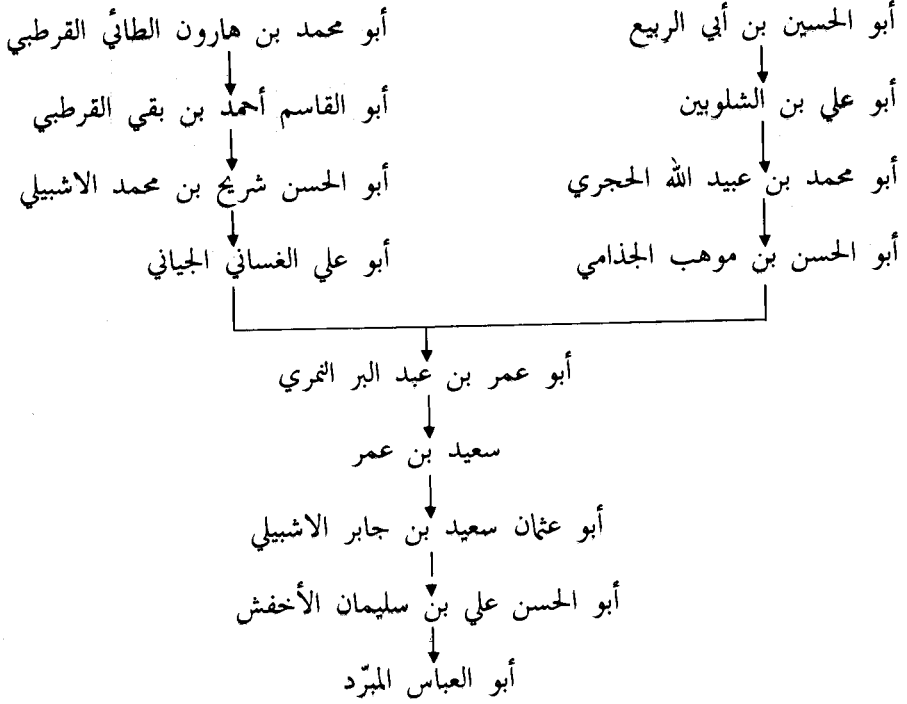 أبو الحسين بن أبي الربيع
أبو محمد بن هارون الطائي القرطبي
أبو علي بن الشلوبين
أبو القاسم أحمد بن بقي القرطبي
أبو محمد بن عبيد الله الحجري
أبو الحسن شريح بن محمد الاشبيلي
أبو الحسن بن موهب الجذامي
أبو علي الغساني الجياني
أبو عمر بن عبد البر النمري
سعيد بن عمر
أبو عثمان سعيد بن جابر الاشبيلي
أبو الحسن علي بن سليمان الأخفش
أبو العباس المبرّد